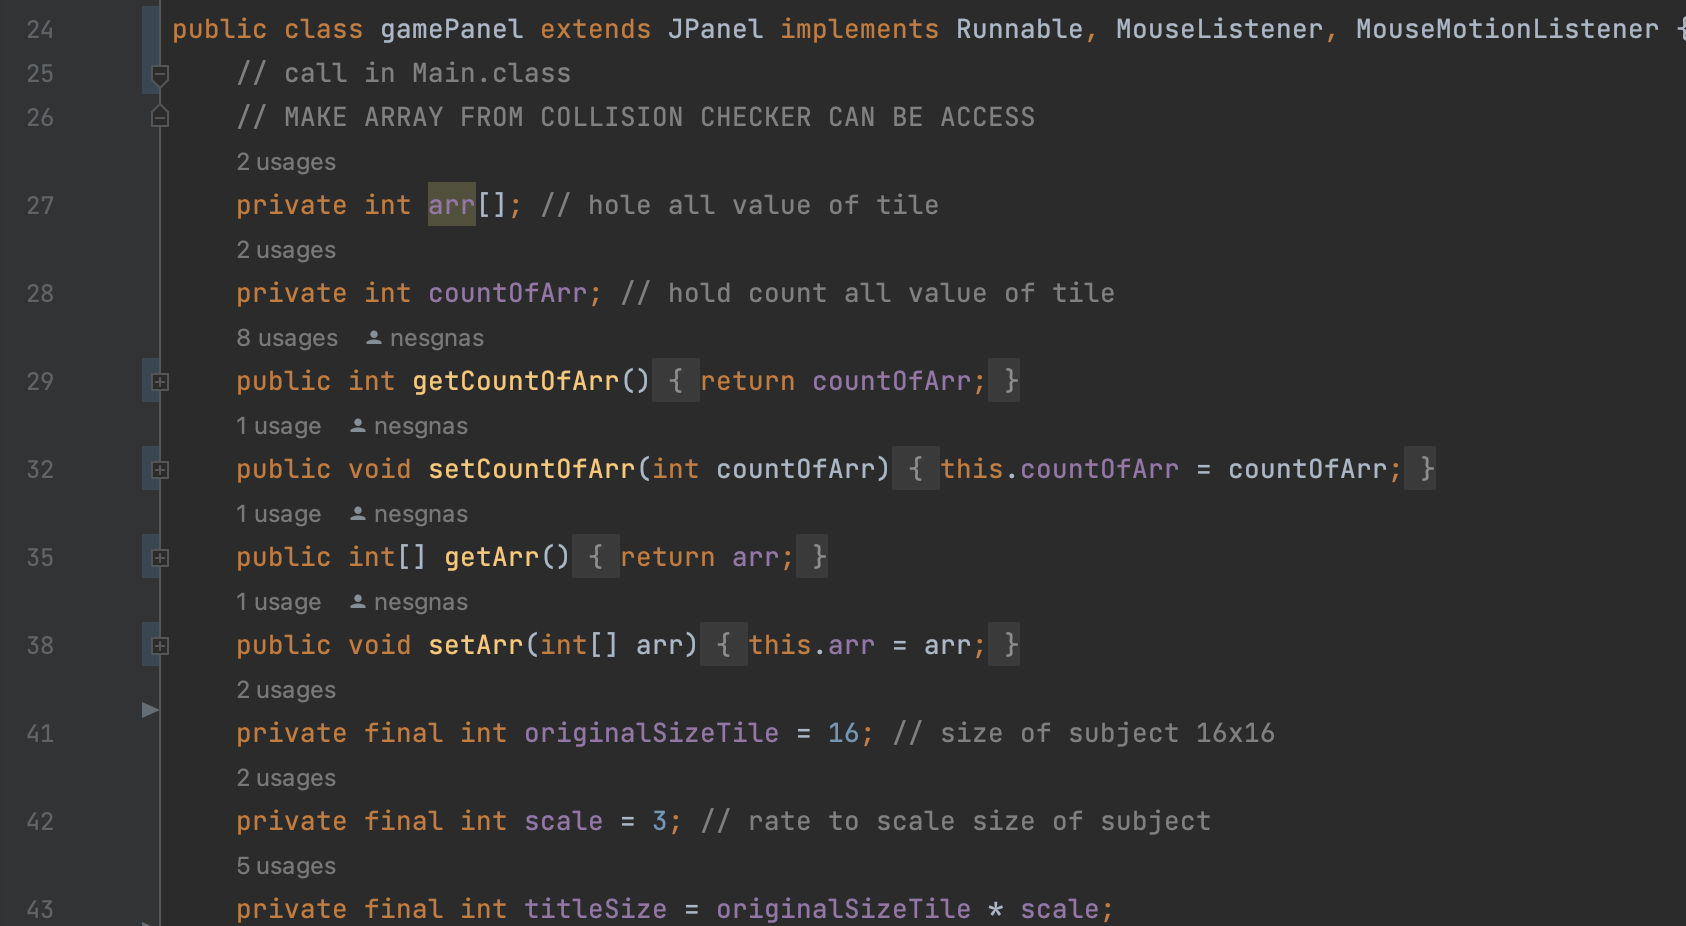 24 public class gamePanel extends JPanel implements Runnable, MouseListener, MouseMotionListener {
25 // call in Main.class
26 // MAKE ARRAY FROM COLLISION CHECKER CAN BE ACCESS
2 usages
27 private int arr[]; // hole all value of tile
2 usages
28 private int countOfArr; // hold count all value of tile
8 usages nesgnas
29 public int getCountOfArr() { return countOfArr; }
1 usage nesgnas
32 public void setCountOfArr(int countOfArr) { this.countOfArr = countOfArr; }
1 usage nesgnas
35 public int[] getArr() { return arr; }
1 usage nesgnas
38 public void setArr(int[] arr) { this.arr = arr; }
2 usages
41 private final int originalSizeTile = 16; // size of subject 16x16
2 usages
42 private final int scale = 3; // rate to scale size of subject
5 usages
43 private final int titleSize = originalSizeTile * scale;